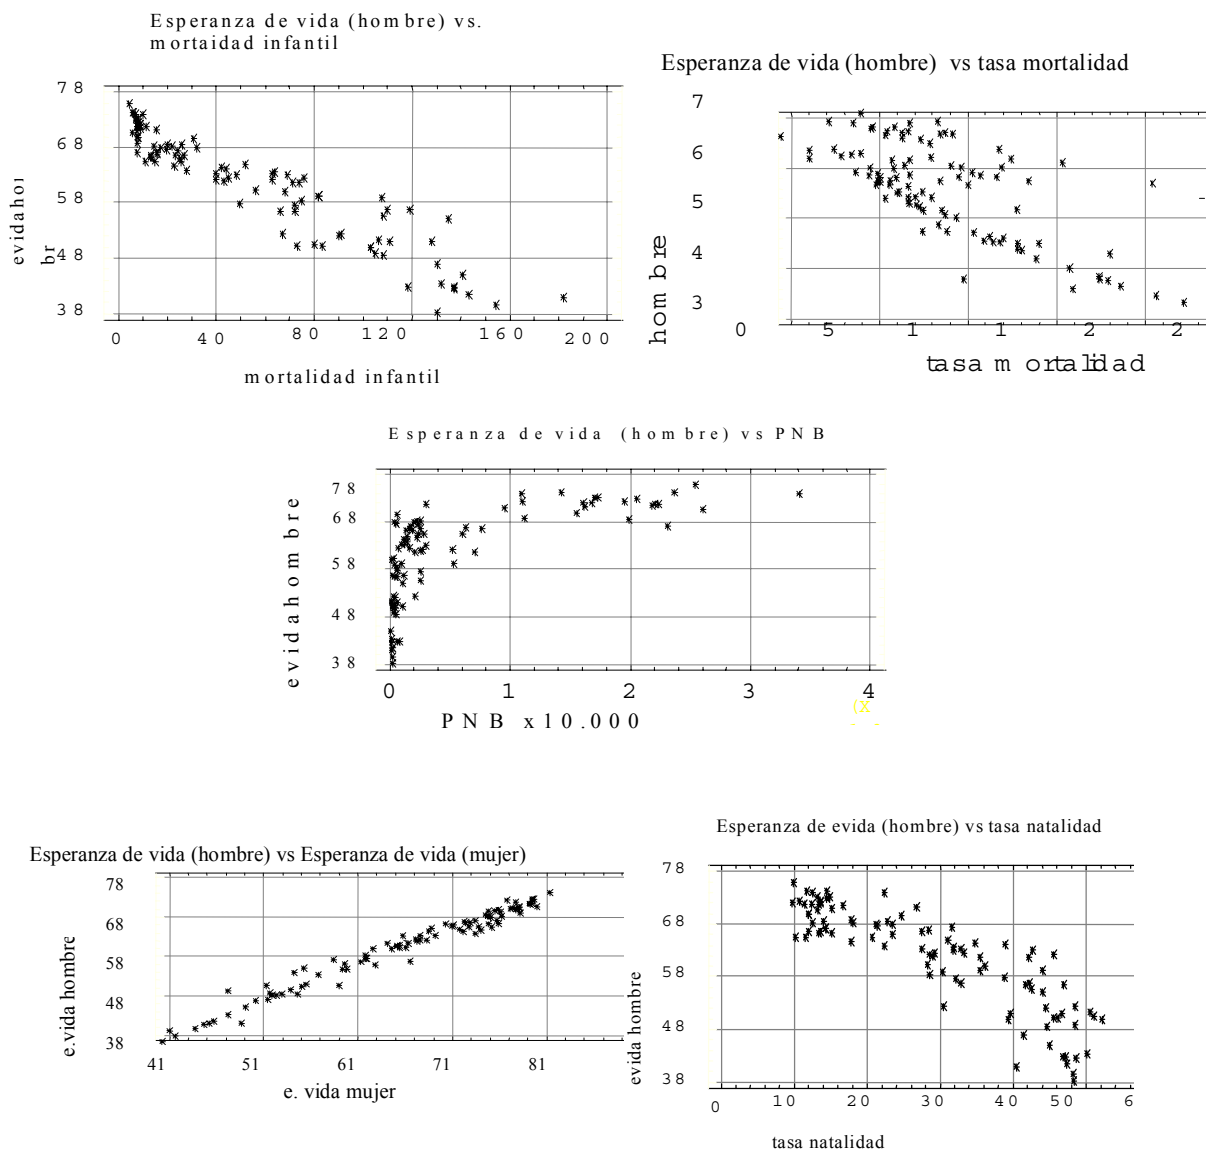 Esperanza de vida (hombre) vs.
mortaidad infantil
78
68
58
48
38
evidahor
br
0 40 80 120 160 200
mortalidad infantil
Esperanza de vida (hombre) vs tasa mortalidad
7
6
5
4
3
hombre
0 5 1 1 2 2
tasa mortalidad
Esperanza de vida (hombre) vs PNB
78
68
58
48
38
evidahombre
0 1 2 3 4
(x
PNB x10.000
Esperanza de vida (hombre) vs Esperanza de vida (mujer)
78
68
58
48
38
e.vida hombre
41 51 61 71 81
e. vida mujer
Esperanza de evida (hombre) vs tasa natalidad
78
68
58
48
38
evida hombre
0 10 20 30 40 50 6
tasa natalidad